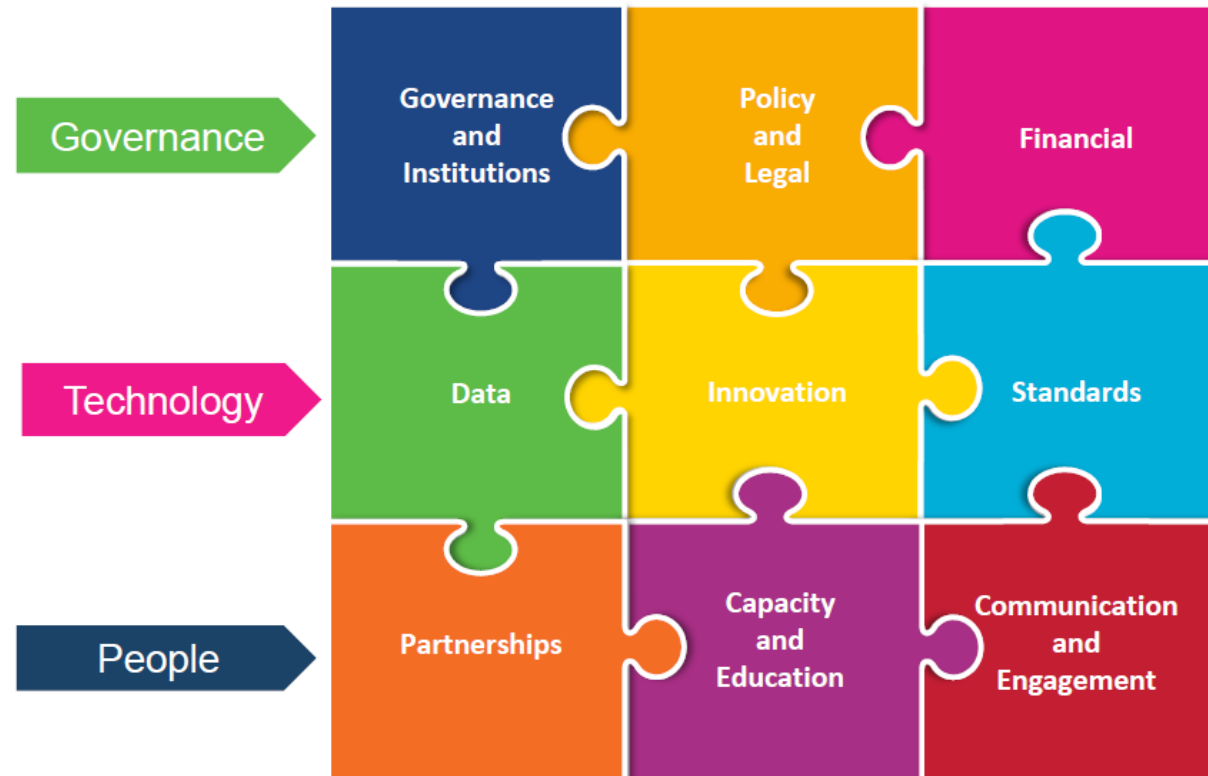 Governance
Governance
and
Institutions
Policy
and
Legal
Financial
Technology
Data
Innovation
Standards
People
Partnerships
Capacity
and
Education
Communication
and
Engagement